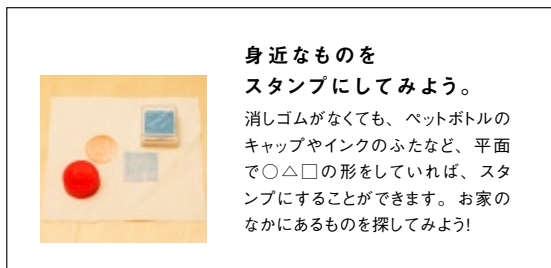 身近なものを
スタンプにしてみよう。
消しゴムがなくても、ペットボトルの
キャップやインクのふたなど、平面
で○△□の形をしていれば、スタ
ンプにすることができます。お家の
なかにあるものを探してみよう!